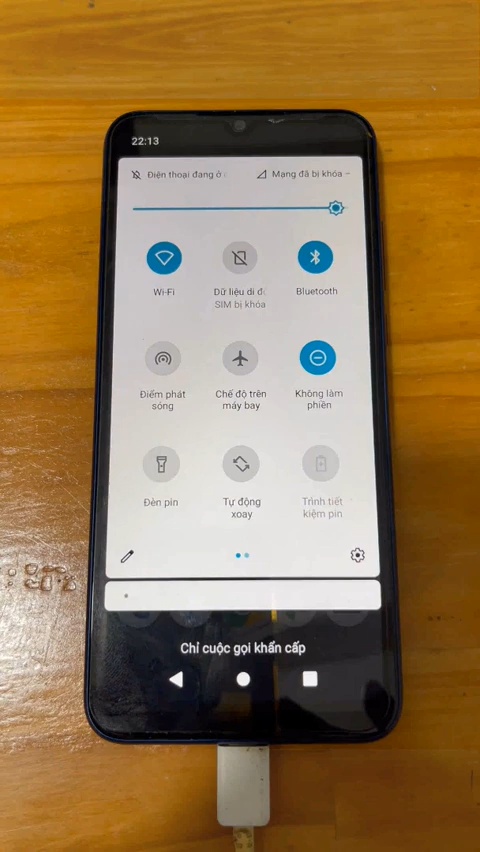 22:13
Điện thoại đang ở
Mạng đã bị khóa –
Wi-Fi
Dữ liệu di
SIM bị khóa
Bluetooth
Điểm phát
sóng
Chế độ trên
máy bay
Không làm
phiền
Đèn pin
Tự động
xoay
Trình tiết
kiệm pin
Chỉ cuộc gọi khẩn cấp